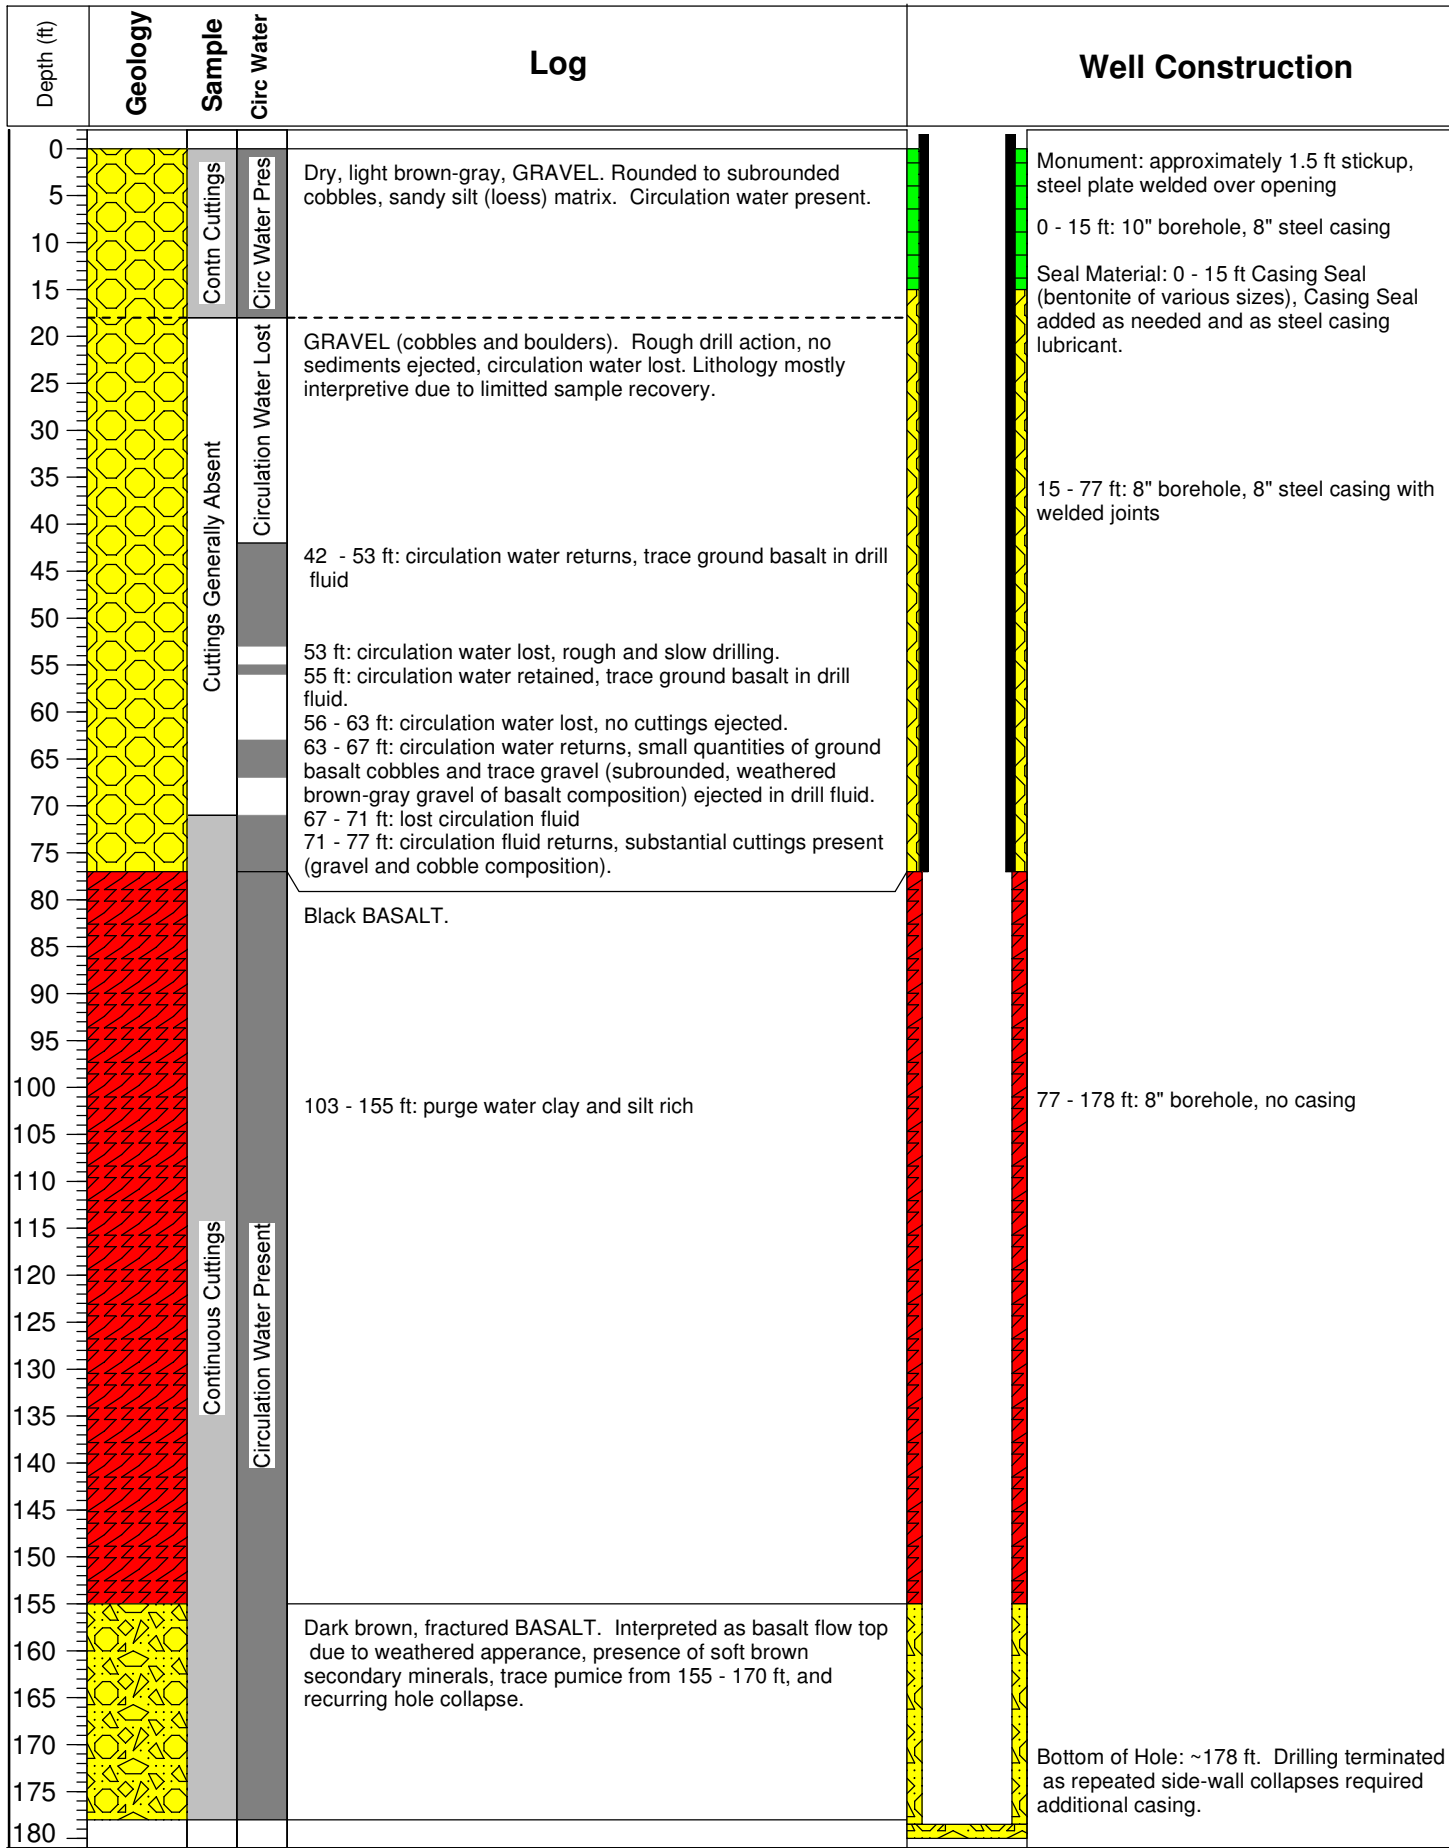 Depth (ft)
Geology
Sample
Circ Water
Log
Well Construction
0
5
10
15
20
25
30
35
40
45
50
55
60
65
70
75
80
85
90
95
100
105
110
115
120
125
130
135
140
145
150
155
160
165
170
175
180
Contn Cuttings
Cuttings Generally Absent
Continuous Cuttings
Circ Water Pres
Circulation Water Lost
Circulation Water Present
Dry, light brown-gray, GRAVEL. Rounded to subrounded
cobbles, sandy silt (loess) matrix. Circulation water present.
GRAVEL (cobbles and boulders). Rough drill action, no
sediments ejected, circulation water lost. Lithology mostly
interpretive due to limitted sample recovery.
42 - 53 ft: circulation water returns, trace ground basalt in drill
fluid
53 ft: circulation water lost, rough and slow drilling.
55 ft: circulation water retained, trace ground basalt in drill
fluid.
56 - 63 ft: circulation water lost, no cuttings ejected.
63 - 67 ft: circulation water returns, small quantities of ground
basalt cobbles and trace gravel (subrounded, weathered
brown-gray gravel of basalt composition) ejected in drill fluid.
67 - 71 ft: lost circulation fluid
71 - 77 ft: circulation fluid returns, substantial cuttings present
(gravel and cobble composition).
Black BASALT.
103 - 155 ft: purge water clay and silt rich
Dark brown, fractured BASALT. Interpreted as basalt flow top
due to weathered apperance, presence of soft brown
secondary minerals, trace pumice from 155 - 170 ft, and
recurring hole collapse.
Monument: approximately 1.5 ft stickup,
steel plate welded over opening
0 - 15 ft: 10" borehole, 8" steel casing
Seal Material: 0 - 15 ft Casing Seal
(bentonite of various sizes), Casing Seal
added as needed and as steel casing
lubricant.
15 - 77 ft: 8" borehole, 8" steel casing with
welded joints
77 - 178 ft: 8" borehole, no casing
Bottom of Hole: ~178 ft. Drilling terminated
as repeated side-wall collapses required
additional casing.